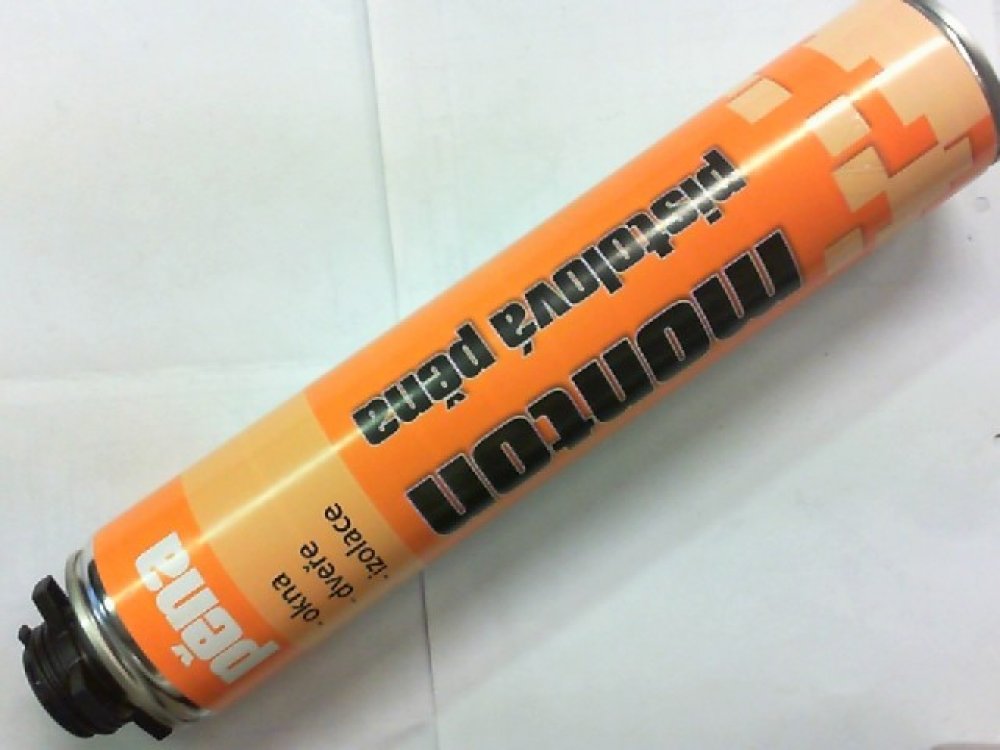 monton
pistolová pěna
-okna
-dveře
.izolace
pěna